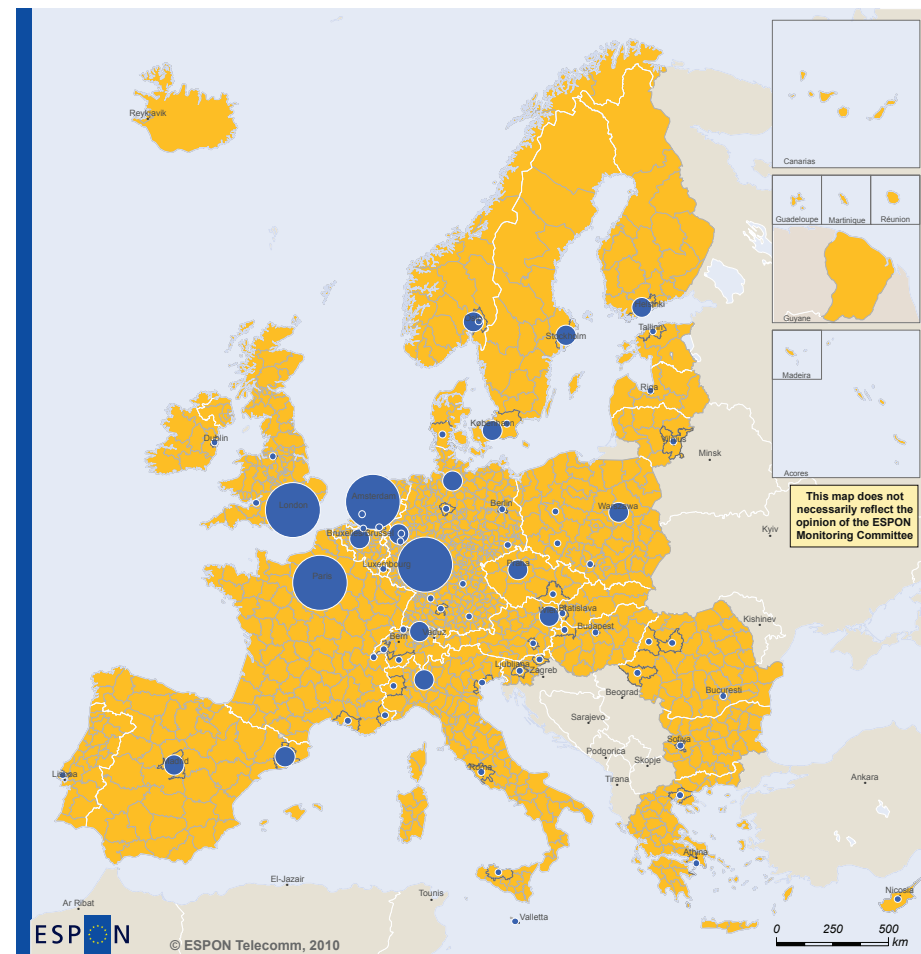 Reykjavik
Canarias
Guadeloupe
Martinique
Réunion
Guyane
Madeira
Acores
This map does not
necessarily reflect the
opinion of the ESPON
Monitoring Committee
Helsinki
Tallinn
Stockholm
Riga
København
Vilnius
Minsk
Dublin
London
Amsterdam
Berlin
Warszawa
Kyiv
Luxembourg
Paris
Praha
Bratislava
Kishinev
Bern
Vaduz
Budapest
Ljubljana
Zagreb
Beograd
Bucuresti
Sarajevo
Sofiya
Podgorica
Skopje
Madrid
Roma
Tirana
Ankara
Lisboa
Athina
El-Jazair
Tounis
Nicosia
Ar Ribat
Valletta
ESPON
© ESPON Telecomm, 2010
0 250 500
km